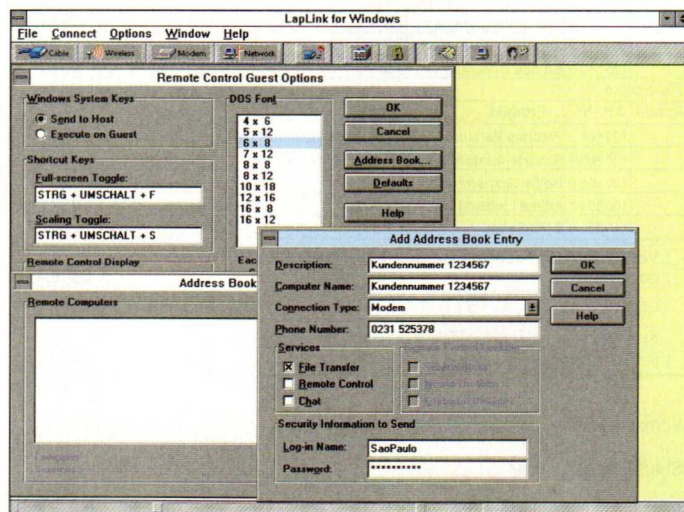 LapLink for Windows
File Connect Options Window Help
Cable Wireless Modem Network
Remote Control Guest Options
Windows System Keys
Send to Host
Execute on Guest
Shortcut Keys
Full-screen Toggle:
STRG + UMSCHALT + F
Scaling Toggle:
STRG + UMSCHALT + S
Remote Control Display
DOS Font
4 x 6
5 x 12
6 x 8
7 x 12
8 x 8
8 x 12
10 x 18
12 x 16
16 x 8
16 x 12
OK
Cancel
Address Book...
Defaults
Help
Address Book
Remote Computers
Add Address Book Entry
Description: Kundennummer 1234567
Computer Name: Kundennummer 1234567
Connection Type: Modem
Phone Number: 0231 525378
Services
File Transfer
Remote Control
Chat
Security Information to Send
Log-in Name: SaoPaulo
Password: **********
OK
Cancel
Help